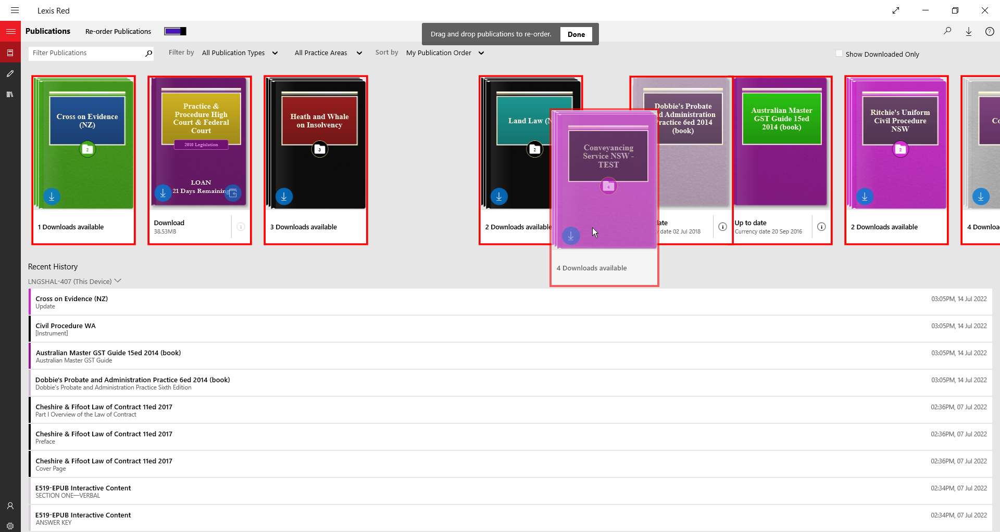 Lexis Red
Publications
Re-order Publications
Drag and drop publications to re-order.
Done
Filter Publications
Filter by
All Publication Types
All Practice Areas
Sort by
My Publication Order
Show Downloaded Only
Cross on Evidence
(NZ)
2
1 Downloads available
Practice &
Procedure High
Court & Federal
Court
2010 Legislation
LOAN
21 Days Remaining
Download
38.53MB
Heath and Whale
on Insolvency
3
3 Downloads available
Land Law (N
2
2 Downloads available
Conveyancing
Service NSW -
TEST
4
4 Downloads available
Dobbie's Probate
Administration
Practice 6ed 2014
(book)
date 02 Jul 2018
Australian Master
GST Guide 15ed
2014 (book)
Up to date
Currency date 20 Sep 2016
Ritchie's Uniform
Civil Procedure
NSW
2
2 Downloads available
Co
4 Downloa
Recent History
LNGSHAL-407 (This Device)
Cross on Evidence (NZ)
03:05PM, 14 Jul 2022
Update
Civil Procedure WA
03:05PM, 14 Jul 2022
[Instrument]
Australian Master GST Guide 15ed 2014 (book)
03:05PM, 14 Jul 2022
Australian Master GST Guide
Dobbie's Probate and Administration Practice 6ed 2014 (book)
03:05PM, 14 Jul 2022
Dobbie's Probate and Administration Practice Sixth Edition
Cheshire & Fifoot Law of Contract 11ed 2017
02:36PM, 07 Jul 2022
Part I Overview of the Law of Contract
Cheshire & Fifoot Law of Contract 11ed 2017
02:36PM, 07 Jul 2022
Preface
Cheshire & Fifoot Law of Contract 11ed 2017
02:36PM, 07 Jul 2022
Cover Page
E519-EPUB Interactive Content
02:34PM, 07 Jul 2022
SECTION ONE—VERBAL
E519-EPUB Interactive Content
02:34PM, 07 Jul 2022
ANSWER KEY